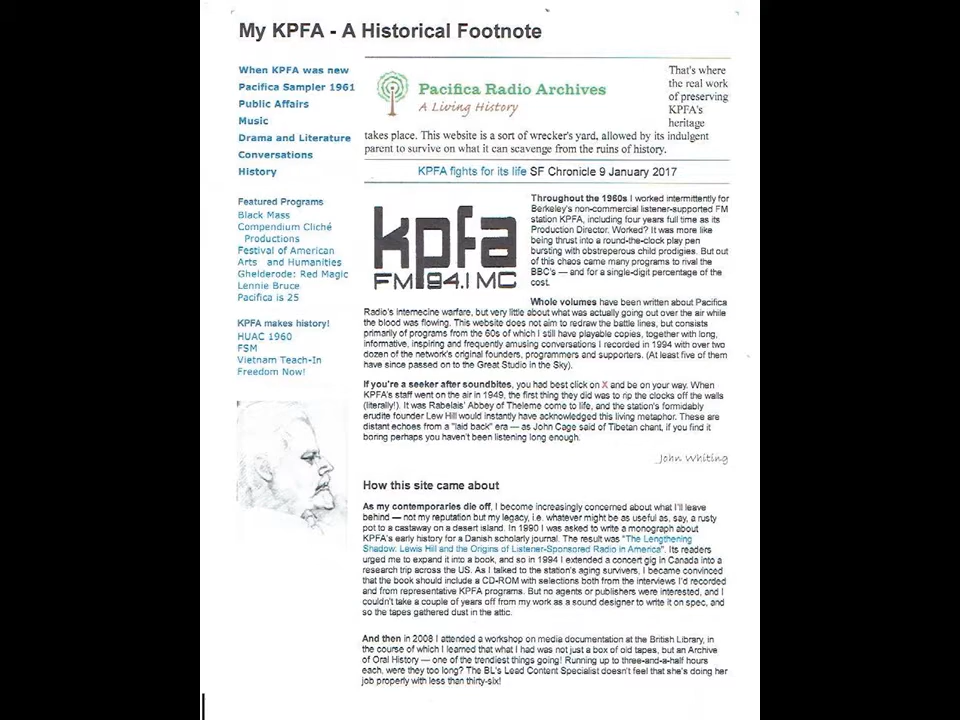 My KPFA - A Historical Footnote
When KPFA was new
Pacifica Sampler 1961
Public Affairs
Music
Drama and Literature
Conversations
History
Featured Programs
Black Mass
Compendium Cliché
Productions
Festival of American
Arts and Humanities
Ghelderode: Red Magic
Lennie Bruce
Pacifica is 25
KPFA makes history!
HUAC 1960
FSM
Vietnam Teach-In
Freedom Now!
Pacifica Radio Archives
A Living History
That's where
the real work
of preserving
KPFA's
heritage
takes place. This website is a sort of wrecker's yard, allowed by its indulgent
parent to survive on what it can scavenge from the ruins of history.
KPFA fights for its life SF Chronicle 9 January 2017
kpfa
FM 94.1 MC
Throughout the 1960s I worked intermittently for
Berkeley's non-commercial listener-supported FM
station KPFA, including four years full time as its
Production Director. Worked? It was more like
being thrust into a round-the-clock play pen
bursting with obstreperous child prodigies. But out
of this chaos came many programs to rival the
BBC's — and for a single-digit percentage of the
cost.
Whole volumes have been written about Pacifica
Radio's internecine warfare, but very little about what was actually going out over the air while
the blood was flowing. This website does not aim to redraw the battle lines, but consists
primarily of programs from the 60s of which I still have playable copies, together with long,
informative, inspiring and frequently amusing conversations I recorded in 1994 with over two
dozen of the network's original founders, programmers and supporters. (At least five of them
have since passed on to the Great Studio in the Sky).
If you're a seeker after soundbites, you had best click on X and be on your way. When
KPFA's staff went on the air in 1949, the first thing they did was to rip the clocks off the walls
(literally!). It was Rabelais' Abbey of Theleme come to life, and the station's formidably
erudite founder Lew Hill would instantly have acknowledged this living metaphor. These are
distant echoes from a "laid back" era — as John Cage said of Tibetan chant, if you find it
boring perhaps you haven't been listening long enough.
John Whiting
How this site came about
As my contemporaries die off, I become increasingly concerned about what I'll leave
behind — not my reputation but my legacy, i.e. whatever might be as useful as, say, a rusty
pot to a castaway on a desert island. In 1990 I was asked to write a monograph about
KPFA's early history for a Danish scholarly journal. The result was "The Lengthening
Shadow: Lewis Hill and the Origins of Listener-Sponsored Radio in America". Its readers
urged me to expand it into a book, and so in 1994 I extended a concert gig in Canada into a
research trip across the US. As I talked to the station's aging survivers, I became convinced
that the book should include a CD-ROM with selections both from the interviews I'd recorded
and from representative KPFA programs. But no agents or publishers were interested, and I
couldn't take a couple of years off from my work as a sound designer to write it on spec, and
so the tapes gathered dust in the attic.
And then in 2008 I attended a workshop on media documentation at the British Library, in
the course of which I learned that what I had was not just a box of old tapes, but an Archive
of Oral History — one of the trendiest things going! Running up to three-and-a-half hours
each, were they too long? The BL's Lead Content Specialist doesn't feel that she's doing her
job properly with less than thirty-six!